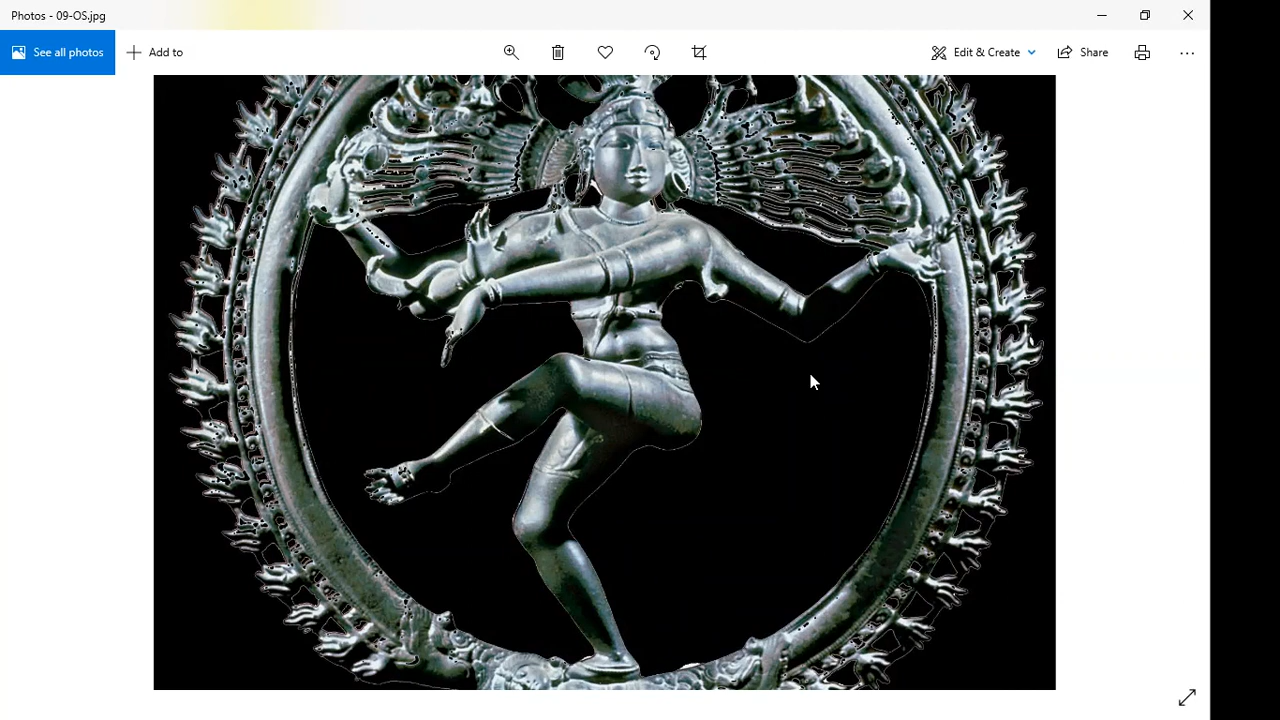 Photos - 09-OS.jpg
See all photos
Add to
Edit & Create
Share